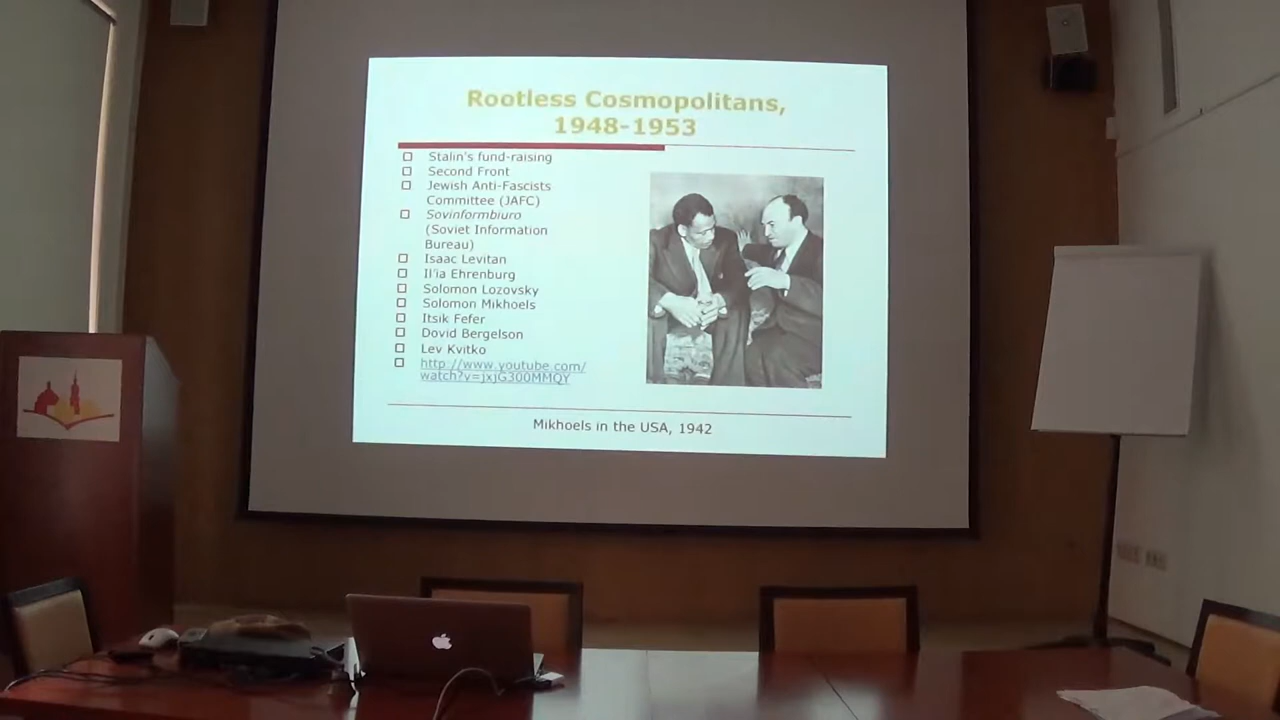 Rootless Cosmopolitans,
1948-1953
Stalin's fund-raising
Second Front
Jewish Anti-Fascists
Committee (JAFC)
Sovinformbiuro
(Soviet Information
Bureau)
Isaac Levitan
Il'ia Ehrenburg
Solomon Lozovsky
Solomon Mikhoels
Itsik Fefer
Dovid Bergelson
Lev Kvitko
http://www.youtube.com/
watch?v=jxjG300MMQY
Mikhoels in the USA, 1942